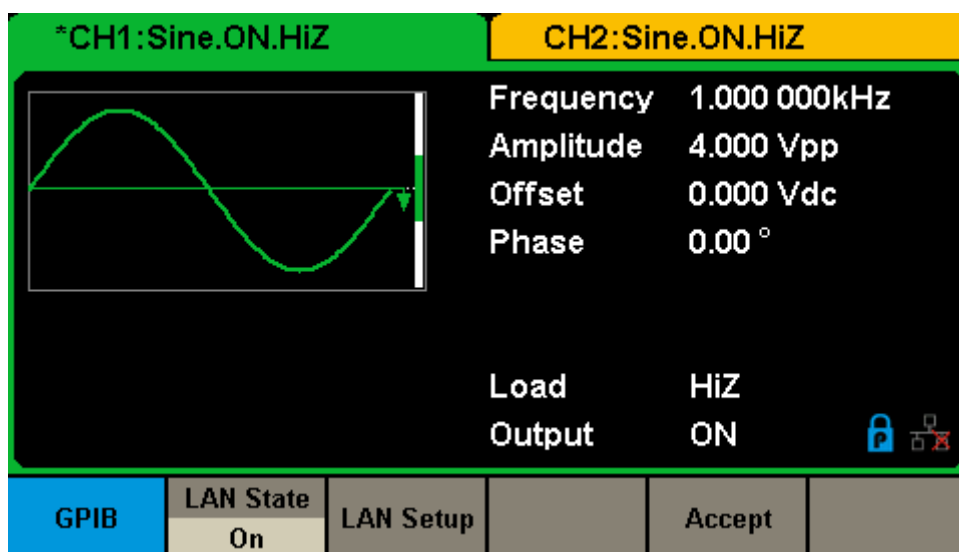 *CH1:Sine.ON.HiZ
CH2:Sine.ON.HiZ
Frequency 1.000 000kHz
Amplitude 4.000 Vpp
Offset 0.000 Vdc
Phase 0.00 °
Load HiZ
Output ON
P
GPIB
LAN State
On
LAN Setup
Accept